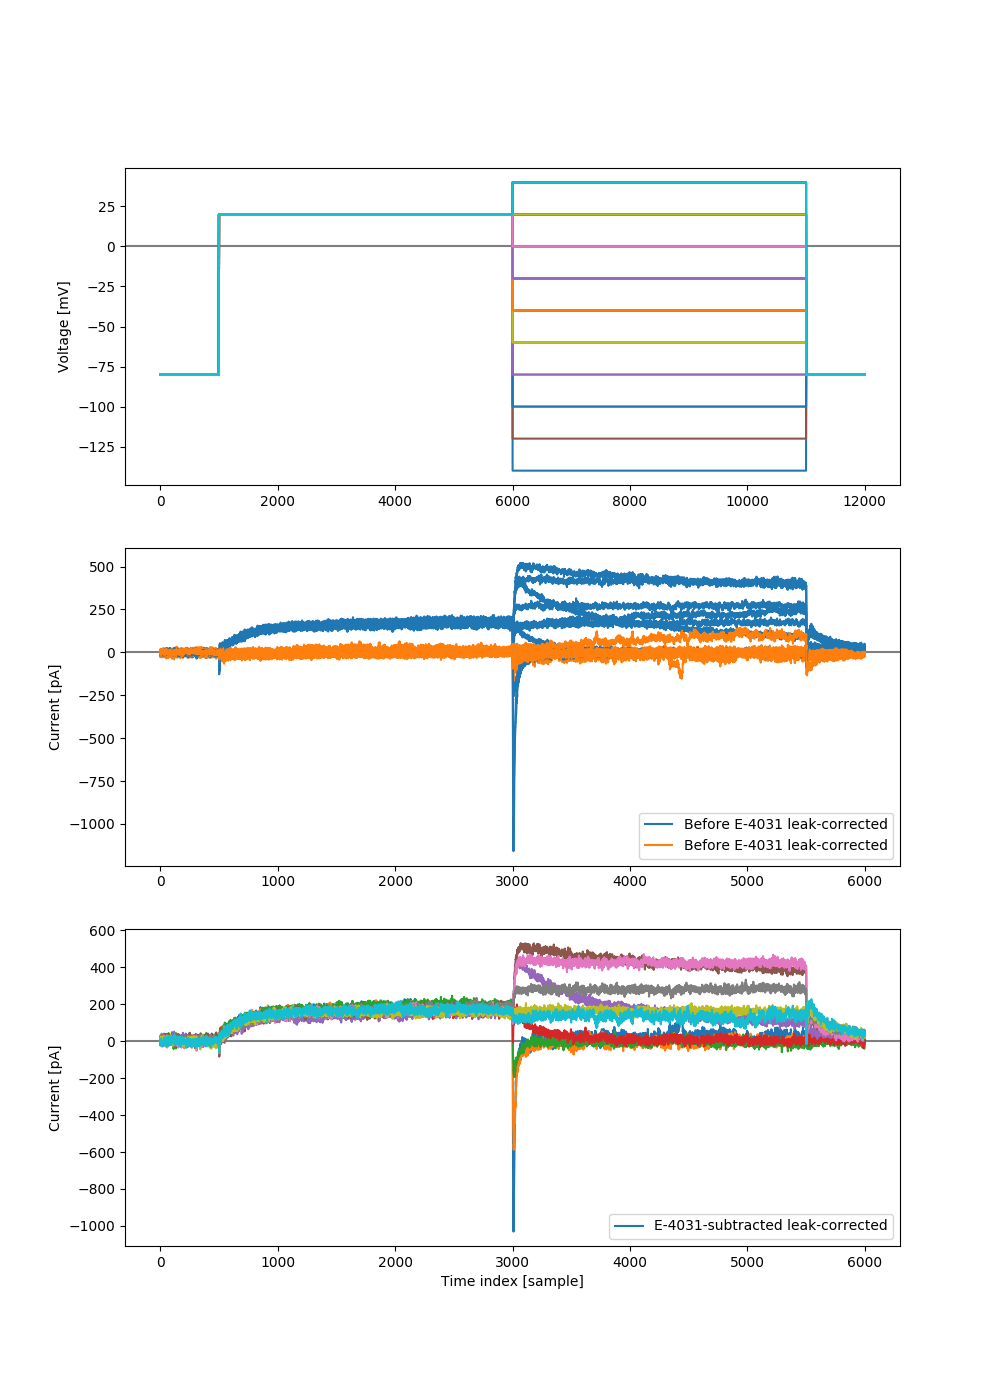 25
0
−25
−50
−75
−100
−125
Voltage [mV]
0 2000 4000 6000 8000 10000 12000
500
250
0
−250
−500
−750
−1000
Current [pA]
Before E-4031 leak-corrected
Before E-4031 leak-corrected
0 1000 2000 3000 4000 5000 6000
600
400
200
0
−200
−400
−600
−800
−1000
Current [pA]
E-4031-subtracted leak-corrected
0 1000 2000 3000 4000 5000 6000
Time index [sample]